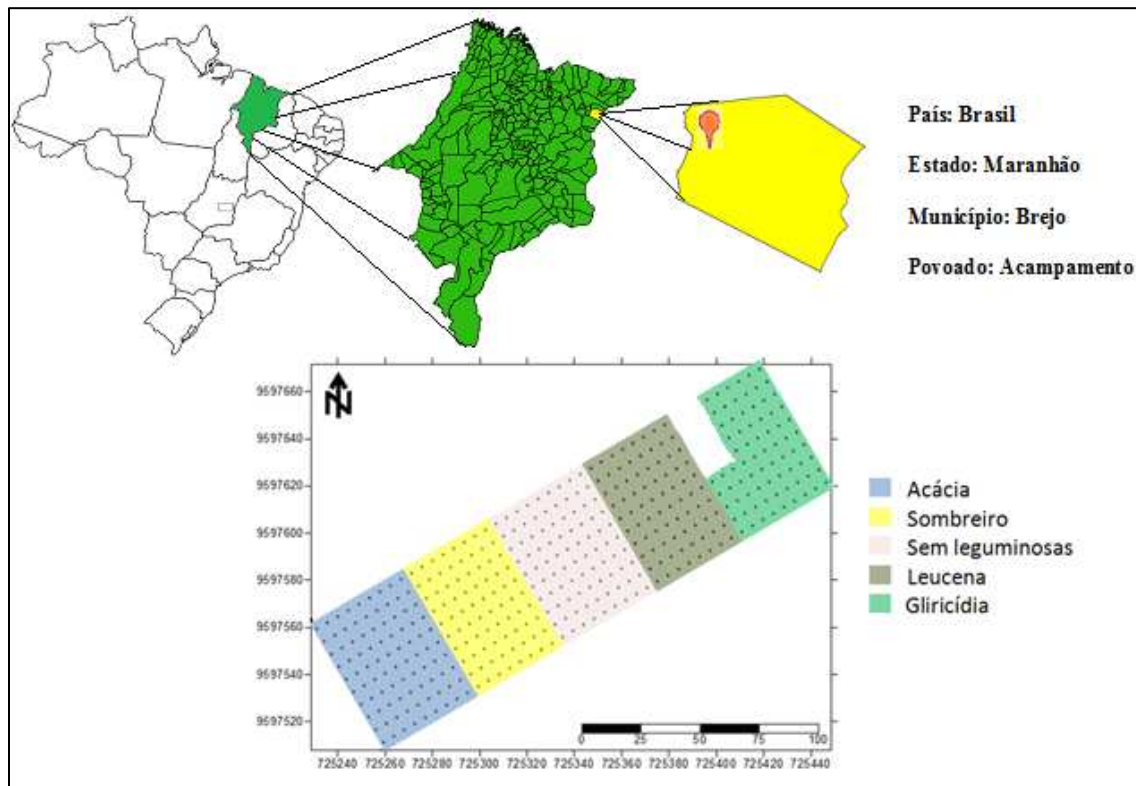 País: Brasil
Estado: Maranhão
Município: Brejo
Povoado: Acampamento
N
9597660
9597640
9597620
9597600
9597580
9597560
9597540
9597520
725240 725260 725280 725300 725320 725340 725360 725380 725400 725420 725440
0 25 50 75 100
Acácia
Sombreiro
Sem leguminosas
Leucena
Gliricídia